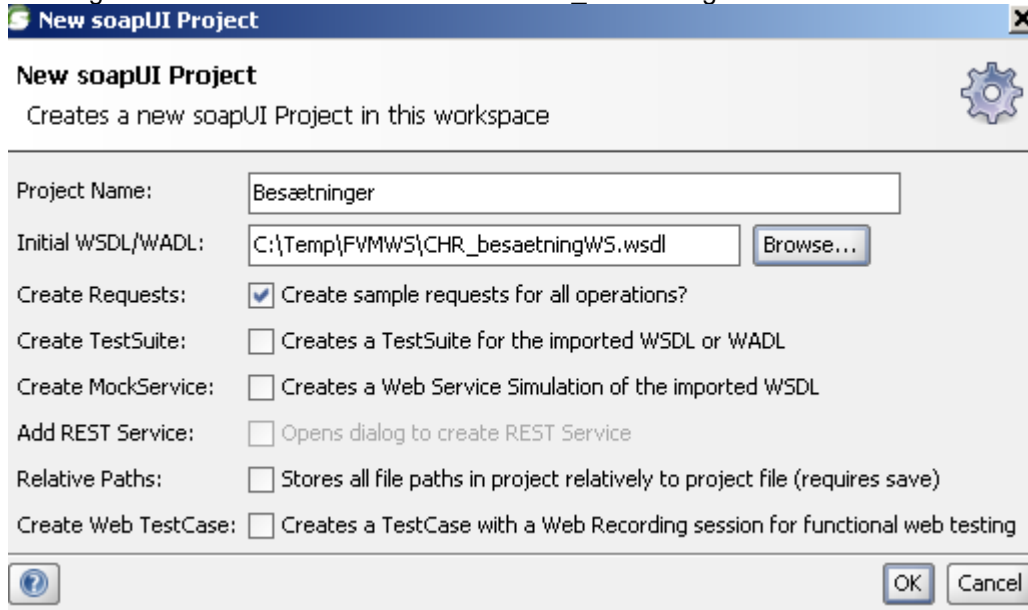 New soapUI Project
New soapUI Project
Creates a new soapUI Project in this workspace
Project Name: Besætninger
Initial WSDL/WADL: C:\Temp\FVMWS\CHR_besaetningWS.wsdl Browse...
Create Requests: Create sample requests for all operations?
Create TestSuite: Creates a TestSuite for the imported WSDL or WADL
Create MockService: Creates a Web Service Simulation of the imported WSDL
Add REST Service: Opens dialog to create REST Service
Relative Paths: Stores all file paths in project relatively to project file (requires save)
Create Web TestCase: Creates a TestCase with a Web Recording session for functional web testing
OK Cancel